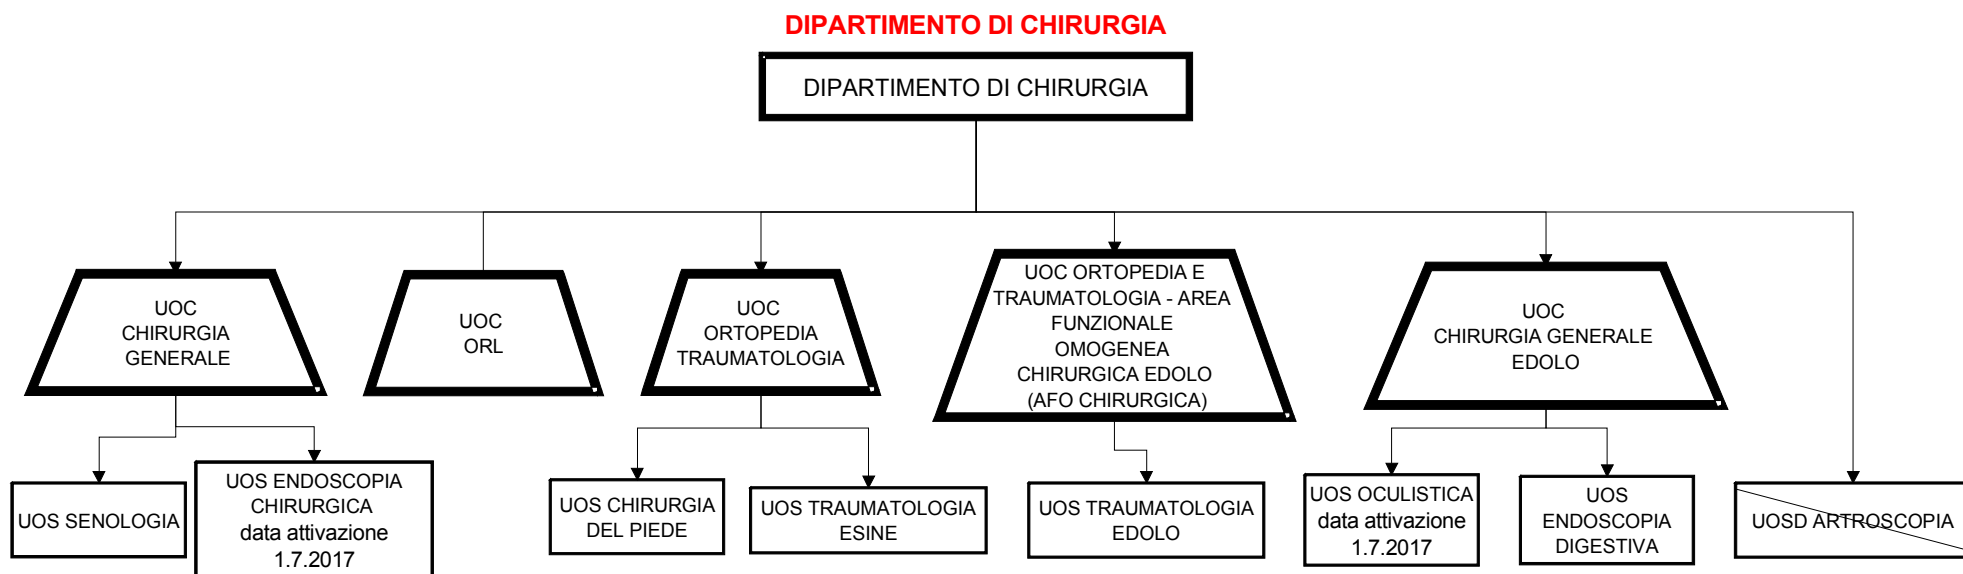 DIPARTIMENTO DI CHIRURGIA
DIPARTIMENTO DI CHIRURGIA
UOC
CHIRURGIA
GENERALE
UOC
ORL
UOC
ORTOPEDIA
TRAUMATOLOGIA
UOC ORTOPEDIA E
TRAUMATOLOGIA - AREA
FUNZIONALE
OMOGENEA
CHIRURGICA EDOLO
(AFO CHIRURGICA)
UOC
CHIRURGIA GENERALE
EDOLO
UOS SENOLOGIA
UOS ENDOSCOPIA
CHIRURGICA
data attivazione
1.7.2017
UOS CHIRURGIA
DEL PIEDE
UOS TRAUMATOLOGIA
ESINE
UOS TRAUMATOLOGIA
EDOLO
UOS OCULISTICA
data attivazione
1.7.2017
UOS
ENDOSCOPIA
DIGESTIVA
UOSD ARTROSCOPIA